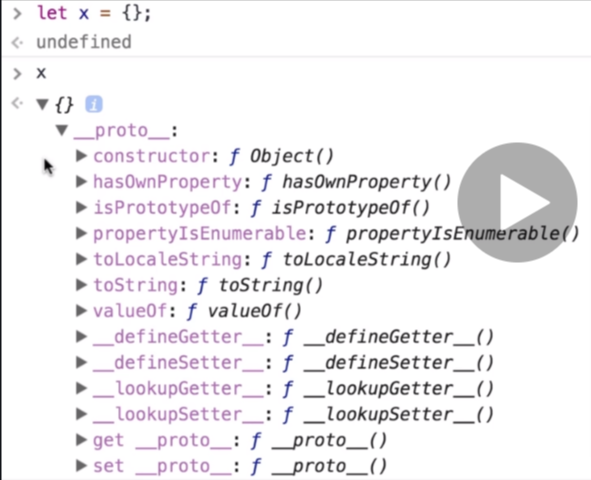 > let x = {};
<· undefined
> x
<· ▼{} i
▼__proto__:
▶constructor: ƒ Object()
▶hasOwnProperty: ƒ hasOwnProperty()
▶isPrototypeOf: ƒ isPrototypeOf()
▶propertyIsEnumerable: ƒ propertyIsEnumerable()
▶toLocaleString: ƒ toLocaleString()
▶toString: ƒ toString()
▶valueOf: ƒ valueOf()
▶__defineGetter__: ƒ __defineGetter__()
▶__defineSetter__: ƒ __defineSetter__()
▶__lookupGetter__: ƒ __lookupGetter__()
▶__lookupSetter__: ƒ __lookupSetter__()
▶get __proto__: ƒ __proto__()
▶set __proto__: ƒ __proto__()